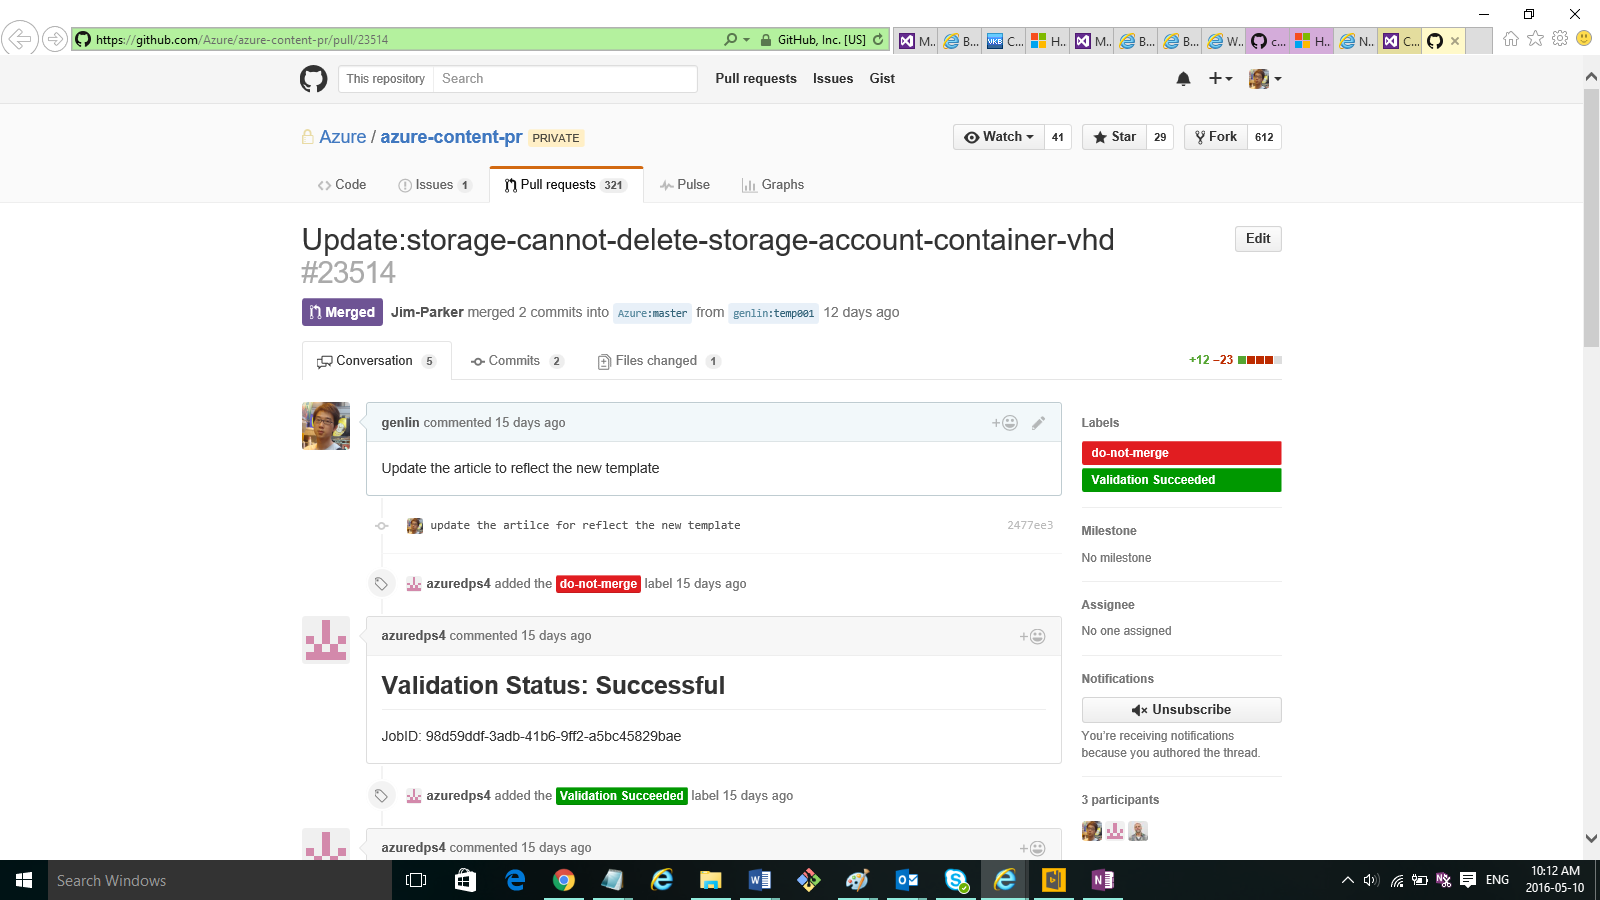 https://github.com/Azure/azure-content-pr/pull/23514
GitHub, Inc. [US]
M...
B...
C...
H...
M...
B...
B...
W...
c...
H...
N...
C...
This repository
Search
Pull requests
Issues
Gist
Azure / azure-content-pr PRIVATE
Watch 41
Star 29
Fork 612
Code
Issues 1
Pull requests 321
Pulse
Graphs
Update:storage-cannot-delete-storage-account-container-vhd
#23514
Edit
Merged Jim-Parker merged 2 commits into Azure:master from genlin:temp001 12 days ago
Conversation 5
Commits 2
Files changed 1
+12 −23
genlin commented 15 days ago
Update the article to reflect the new template
update the artilce for reflect the new template 2477ee3
azuredps4 added the do-not-merge label 15 days ago
azuredps4 commented 15 days ago
Validation Status: Successful
JobID: 98d59ddf-3adb-41b6-9ff2-a5bc45829bae
azuredps4 added the Validation Succeeded label 15 days ago
azuredps4 commented 15 days ago
Labels
do-not-merge
Validation Succeeded
Milestone
No milestone
Assignee
No one assigned
Notifications
Unsubscribe
You're receiving notifications
because you authored the thread.
3 participants
Search Windows
ENG
10:12 AM
2016-05-10